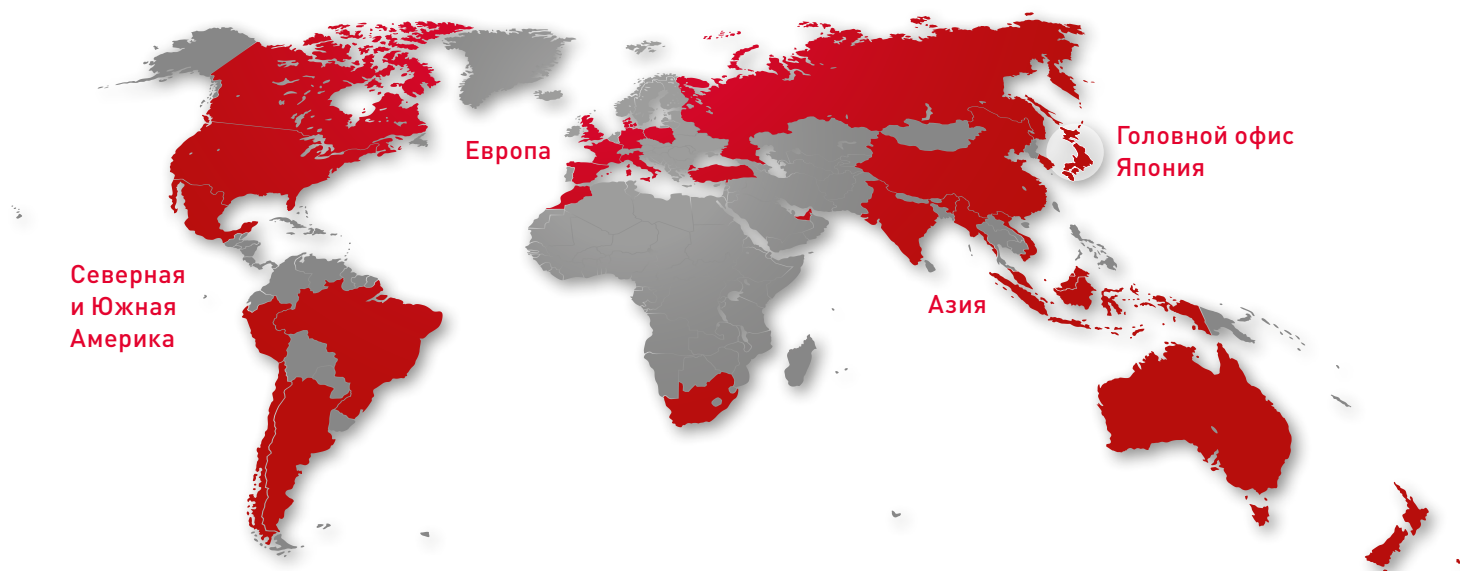 Европа
Головной офис
Япония
Северная
и Южная
Америка
Азия